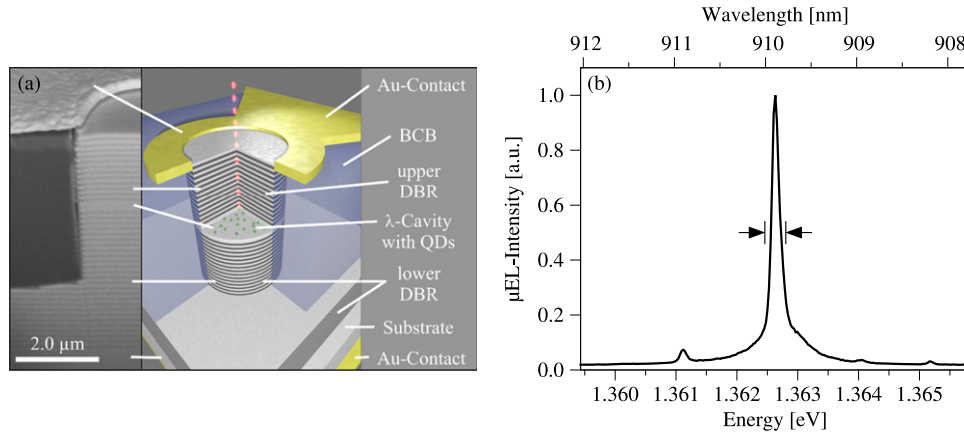 (a)
Au-Contact
BCB
upper
DBR
λ-Cavity
with QDs
lower
DBR
Substrate
Au-Contact
2.0 µm
Wavelength [nm]
912 911 910 909 908
(b)
µEL-Intensity [a.u.]
1.0
0.8
0.6
0.4
0.2
0.0
1.360 1.361 1.362 1.363 1.364 1.365
Energy [eV]